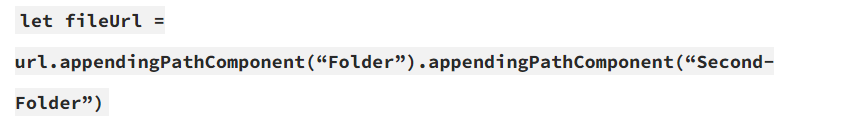 let fileUrl =
url.appendingPathComponent(“Folder”).appendingPathComponent(“Second-
Folder”)